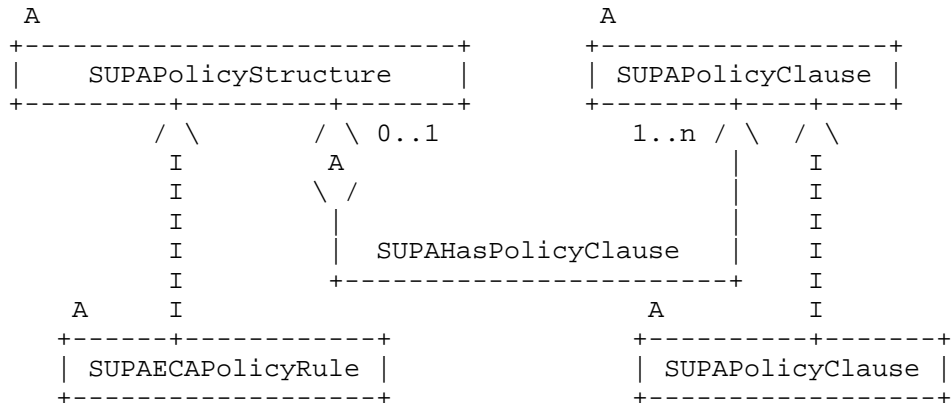 A A
SUPAPolicyStructure SUPAPolicyClause
0..1 1..n
I A I
I I
I I
I SUPAHasPolicyClause I
I I
A I A I
SUPAECAPolicyRule SUPAPolicyClause